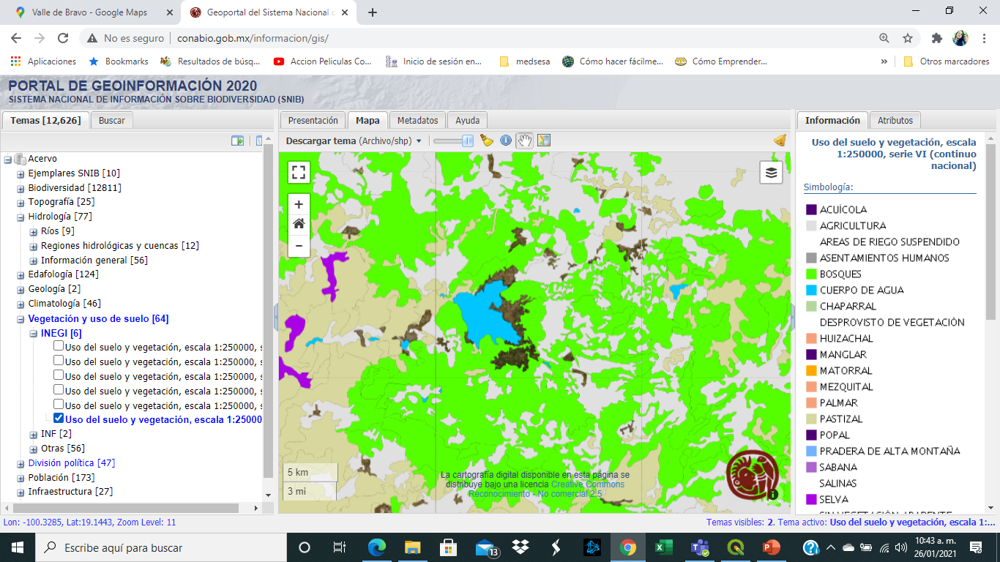 Valle de Bravo - Google Maps
Geoportal del Sistema Nacional d
No es seguro
conabio.gob.mx/informacion/gis/
Aplicaciones
Bookmarks
Resultados de búsq...
Accion Peliculas Co...
Inicio de sesión en...
medsesa
Cómo hacer fácilme...
Cómo Emprender...
»
Otros marcadores
PORTAL DE GEOINFORMACIÓN 2020
SISTEMA NACIONAL DE INFORMACIÓN SOBRE BIODIVERSIDAD (SNIB)
Temas [12,626]
Buscar
Acervo
Ejemplares SNIB [10]
Biodiversidad [12811]
Topografía [25]
Hidrología [77]
Ríos [9]
Regiones hidrológicas y cuencas [12]
Información general [56]
Edafología [124]
Geología [2]
Climatología [46]
Vegetación y uso de suelo [64]
INEGI [6]
Uso del suelo y vegetación, escala 1:250000, s
Uso del suelo y vegetación, escala 1:250000, s
Uso del suelo y vegetación, escala 1:250000, s
Uso del suelo y vegetación, escala 1:250000, s
Uso del suelo y vegetación, escala 1:250000, s
Uso del suelo y vegetación, escala 1:25000
INF [2]
Otras [56]
División política [47]
Población [173]
Infraestructura [27]
Presentación
Mapa
Metadatos
Ayuda
Descargar tema (Archivo/shp)
+
−
5 km
3 mi
La cartografía digital disponible en esta página se
distribuye bajo una licencia Creative Commons
Reconocimiento - No comercial 2.5
Información
Atributos
Uso del suelo y vegetación, escala
1:250000, serie VI (continuo
nacional)
Simbología:
ACUÍCOLA
AGRICULTURA
AREAS DE RIEGO SUSPENDIDO
ASENTAMIENTOS HUMANOS
BOSQUES
CUERPO DE AGUA
CHAPARRAL
DESPROVISTO DE VEGETACIÓN
HUIZACHAL
MANGLAR
MATORRAL
MEZQUITAL
PALMAR
PASTIZAL
POPAL
PRADERA DE ALTA MONTAÑA
SABANA
SALINAS
SELVA
SIN VEGETACIÓN APARENTE
Lon: -100.3285, Lat:19.1443, Zoom Level: 11
Temas visibles: 2. Tema activo: Uso del suelo y vegetación, escala 1:...
Escribe aquí para buscar
13
10:43 a. m.
26/01/2021